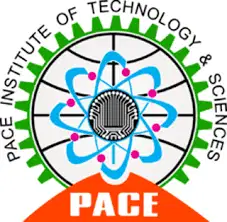 PACE INSTITUTE OF TECHNOLOGY & SCIENCES
PACE